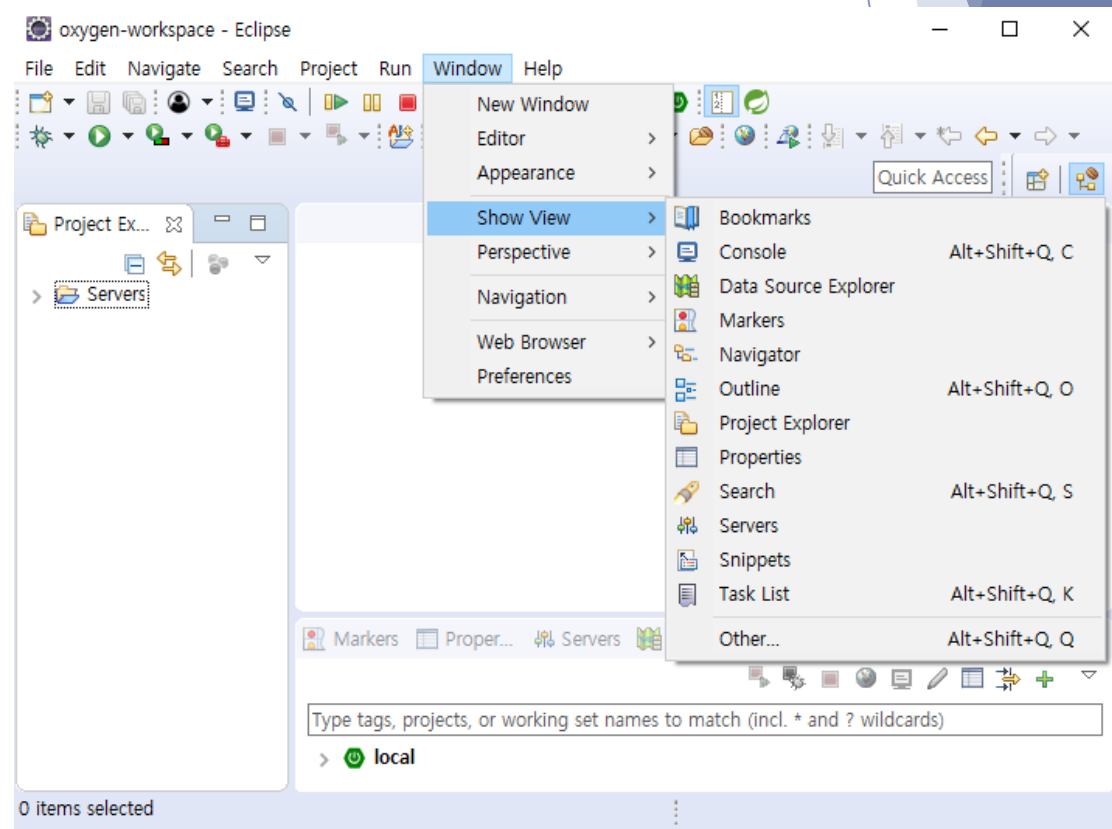 oxygen-workspace - Eclipse
File Edit Navigate Search Project Run Window Help
Quick Access
Project Ex...
Servers
New Window
Editor
Appearance
Show View
Perspective
Navigation
Web Browser
Preferences
Bookmarks
Console Alt+Shift+Q, C
Data Source Explorer
Markers
Navigator
Outline Alt+Shift+Q, O
Project Explorer
Properties
Search Alt+Shift+Q, S
Servers
Snippets
Task List Alt+Shift+Q, K
Other... Alt+Shift+Q, Q
Markers Proper... Servers
Type tags, projects, or working set names to match (incl. * and ? wildcards)
local
0 items selected